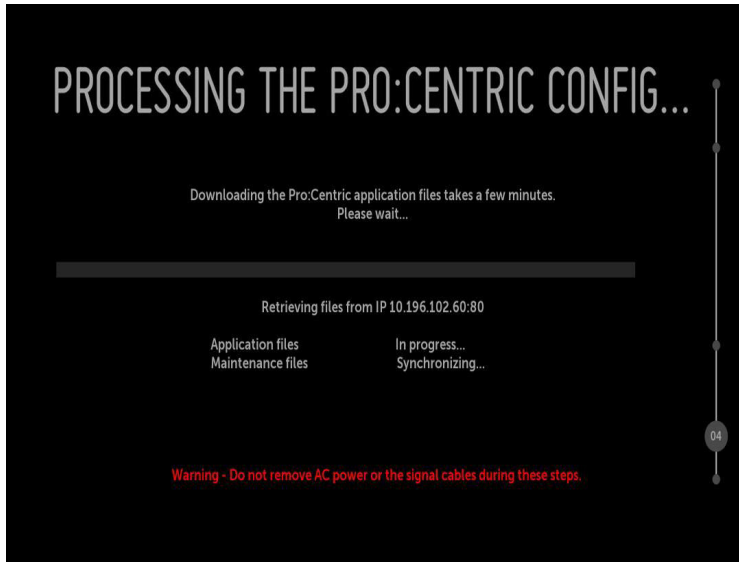 PROCESSING THE PRO:CENTRIC CONFIG...
Downloading the Pro:Centric application files takes a few minutes.
Please wait...
Retrieving files from IP 10.196.102.60:80
Application files In progress...
Maintenance files Synchronizing...
04
Warning - Do not remove AC power or the signal cables during these steps.